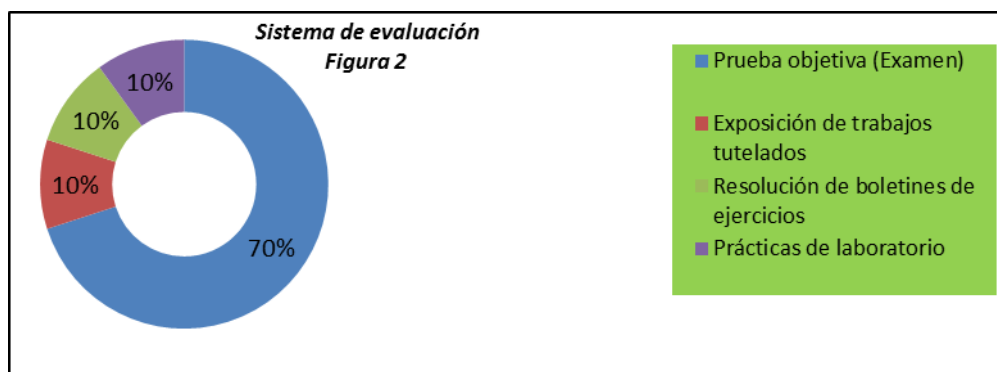 Sistema de evaluación
Figura 2
10%
10%
10%
70%
Prueba objetiva (Examen)
Exposición de trabajos
tutelados
Resolución de boletines de
ejercicios
Prácticas de laboratorio